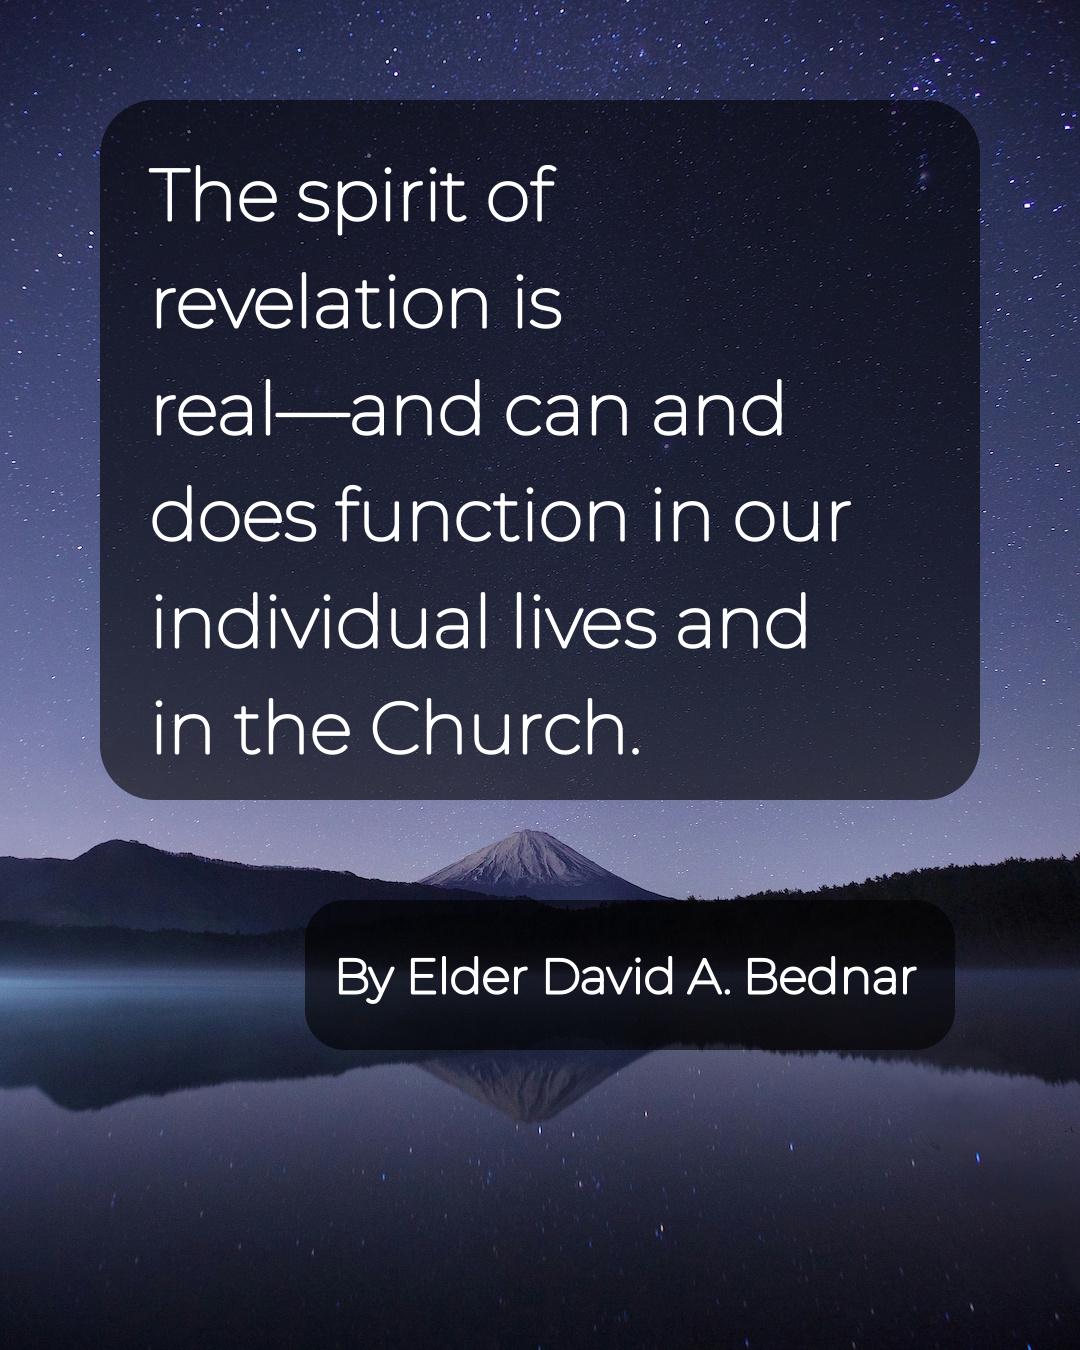 The spirit of
revelation is
real—and can and
does function in our
individual lives and
in the Church.
By Elder David A. Bednar